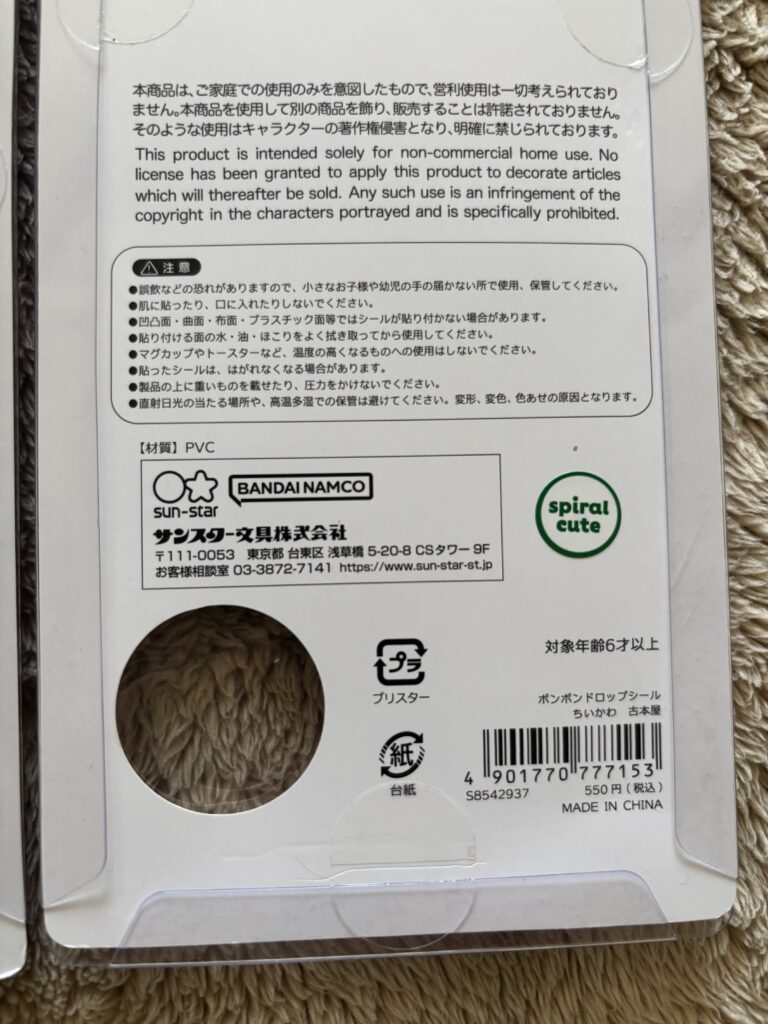 本商品は、ご家庭での使用のみを意図したもので、営利使用は一切考えられており
ません。本商品を使用して別の商品を飾り、販売することは許諾されておりません。
そのような使用はキャラクターの著作権侵害となり、明確に禁じられております。
This product is intended solely for non-commercial home use. No
license has been granted to apply this product to decorate articles
which will thereafter be sold. Any such use is an infringement of the
copyright in the characters portrayed and is specifically prohibited.
注意
●誤飲などの恐れがありますので、小さなお子様や幼児の手の届かない所で使用、保管してください。
●肌に貼ったり、口に入れたりしないでください。
●凹凸面・曲面・布面・プラスチック面等ではシールが貼り付かない場合があります。
●貼り付ける面の水・油・ほこりをよく拭き取ってから使用してください。
●マグカップやトースターなど、温度の高くなるものへの使用はしないでください。
●貼ったシールは、はがれなくなる場合があります。
●製品の上に重いものを載せたり、圧力をかけないでください。
●直射日光の当たる場所や、高温多湿での保管は避けてください。変形、変色、色あせの原因となります。
【材質】PVC
sun-star
BANDAI NAMCO
サンスター文具株式会社
〒111-0053 東京都 台東区 浅草橋 5-20-8 CSタワー 9F
お客様相談室 03-3872-7141 https://www.sun-star-st.jp
spiral
cute
プラ
ブリスター
紙
台紙
対象年齢6才以上
ボンボンドロップシール
ちいかわ 古本屋
4 901770 777153
S8542937 550円(税込)
MADE IN CHINA